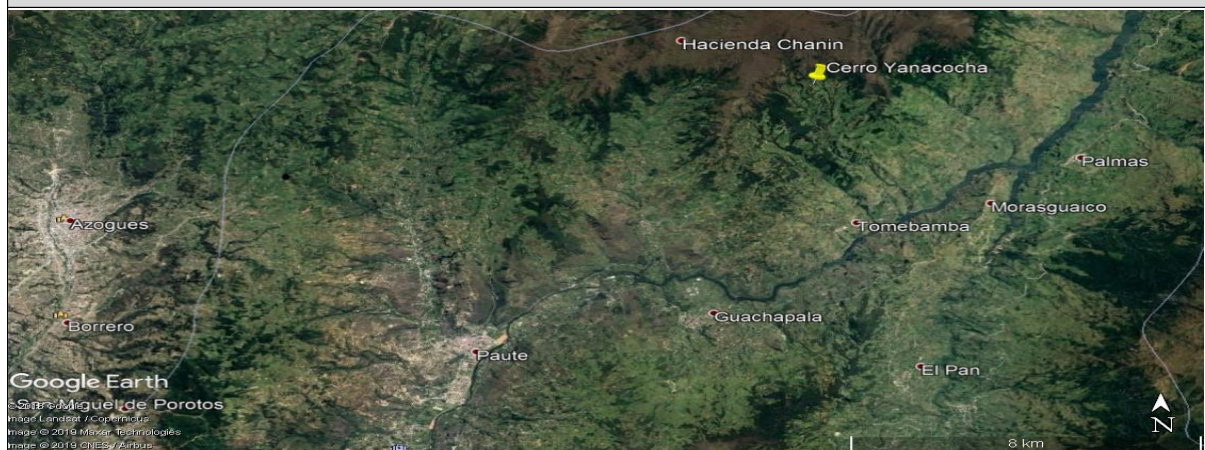 Hacienda Chanin
Cerro Yanacocha
Palmas
Morasguaico
Azogues
Tomebamba
Guachapala
Borrero
Paute
El Pan
Google Earth
San Miguel de Porotos
Image Landsat / Copernicus
Image © 2019 Maxar Technologies
Image © 2019 CNES / Airbus
N
8 km